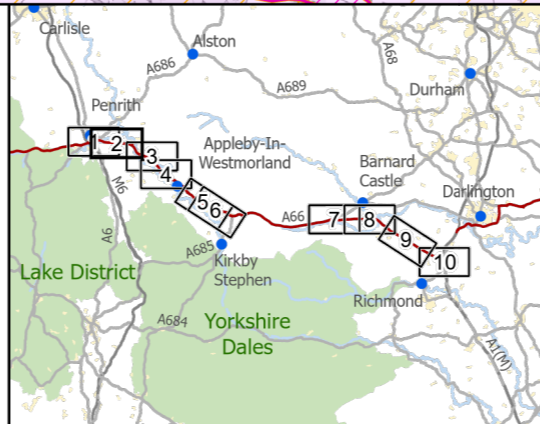 Carlisle
Alston
A68
A686
A689
Durham
Penrith
1
2
3
4
5
6
Appleby-In-
Westmorland
Barnard
Castle
Darlington
M6
A66
7
8
9
10
A6
A685
Kirkby
Stephen
Lake District
Richmond
A684
Yorkshire
Dales
A1(M)